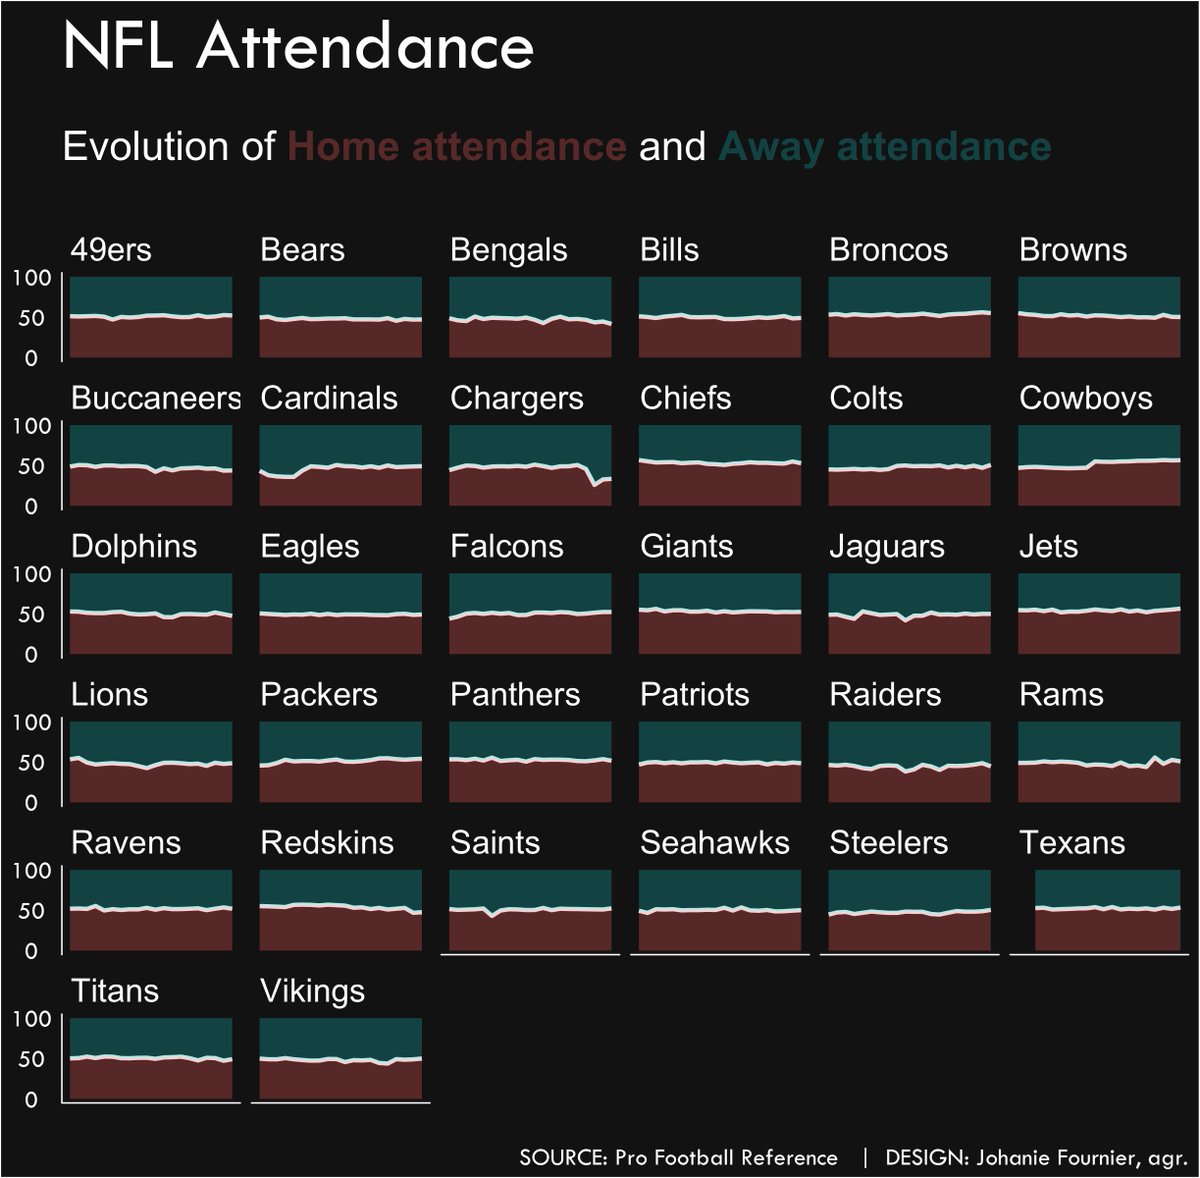 NFL Attendance
Evolution of Home attendance and Away attendance
49ers Bears Bengals Bills Broncos Browns
100
50
0
Buccaneers Cardinals Chargers Chiefs Colts Cowboys
100
50
0
Dolphins Eagles Falcons Giants Jaguars Jets
100
50
0
Lions Packers Panthers Patriots Raiders Rams
100
50
0
Ravens Redskins Saints Seahawks Steelers Texans
100
50
0
Titans Vikings
100
50
0
SOURCE: Pro Football Reference | DESIGN: Johanie Fournier, agr.